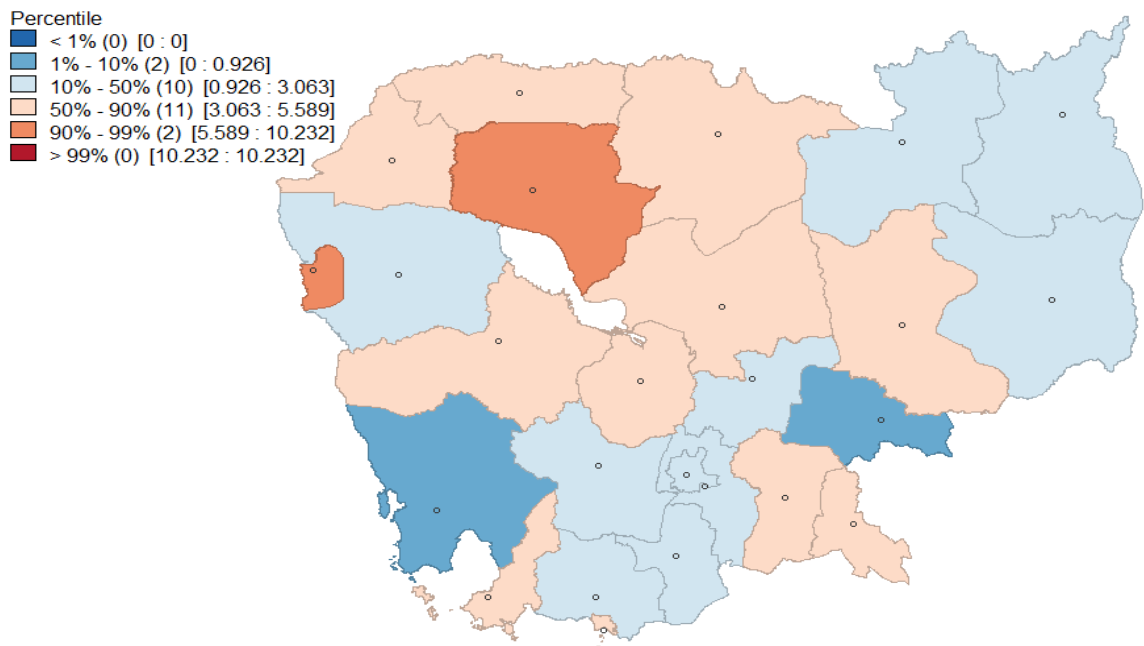 Percentile
< 1% (0) [0 : 0]
1% - 10% (2) [0 : 0.926]
10% - 50% (10) [0.926 : 3.063]
50% - 90% (11) [3.063 : 5.589]
90% - 99% (2) [5.589 : 10.232]
> 99% (0) [10.232 : 10.232]